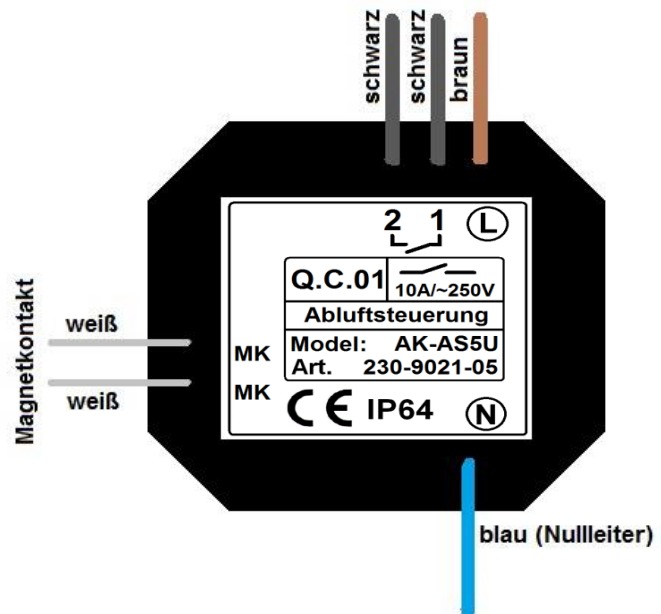 schwarz
schwarz
braun
2 1 L
Q.C.01
10A/~250V
Abluftsteuerung
Model: AK-AS5U
Art. 230-9021-05
MK
MK
CE IP64 N
Magnetkontakt
weiß
weiß
blau (Nullleiter)